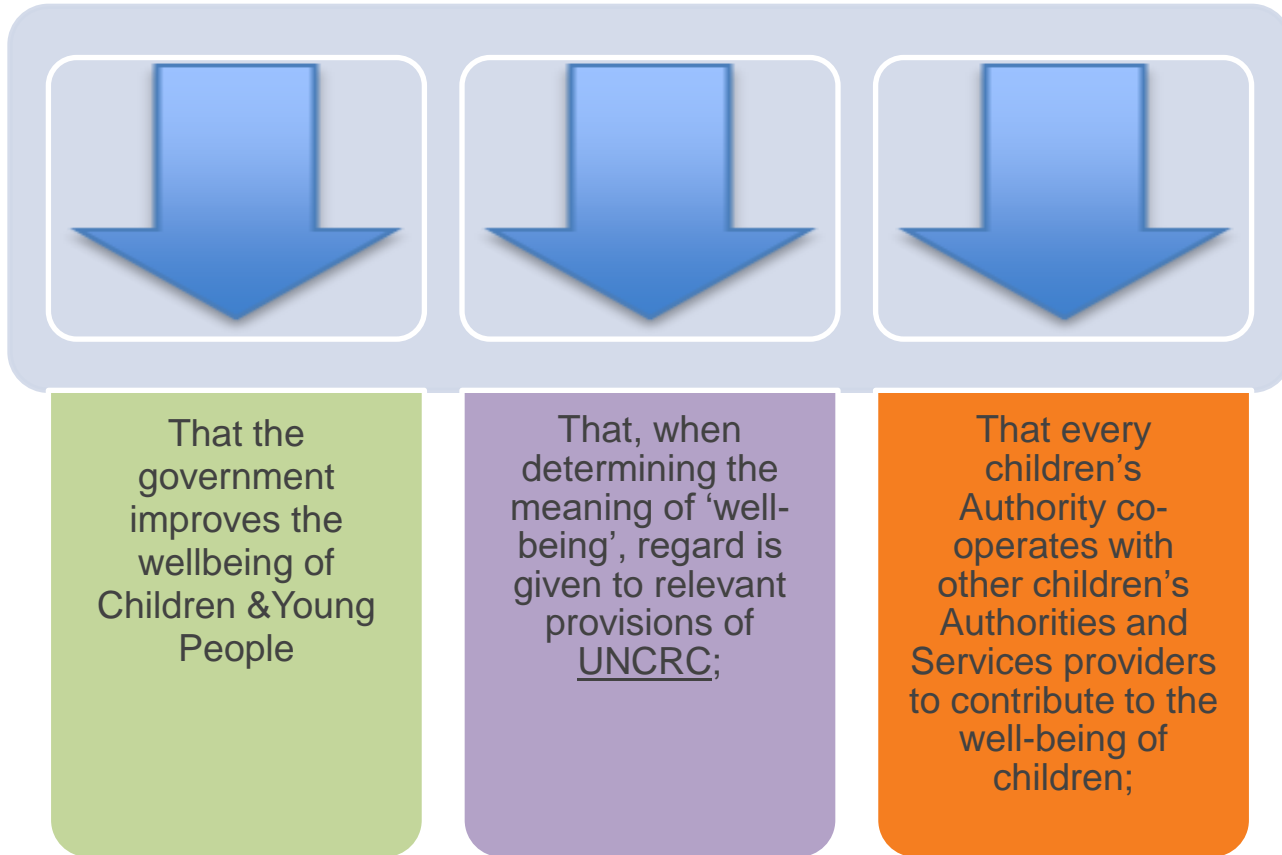 That the
government
improves the
wellbeing of
Children &Young
People
That, when
determining the
meaning of ‘well-
being’, regard is
given to relevant
provisions of
UNCRC;
That every
children’s
Authority co-
operates with
other children’s
Authorities and
Services providers
to contribute to the
well-being of
children;